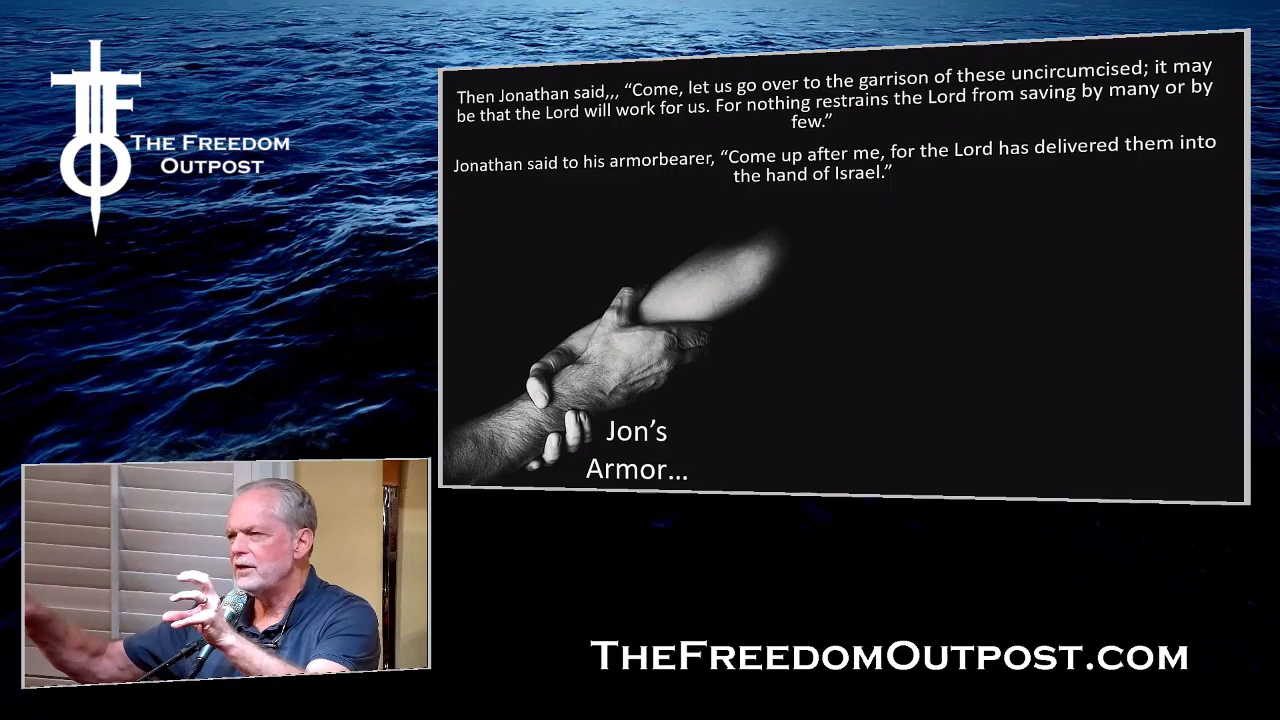 THE FREEDOM
OUTPOST
Then Jonathan said,,, “Come, let us go over to the garrison of these uncircumcised; it may
be that the Lord will work for us. For nothing restrains the Lord from saving by many or by
few.”
Jonathan said to his armorbearer, “Come up after me, for the Lord has delivered them into
the hand of Israel.”
Jon’s
Armor...
THEFREEDOMOUTPOST.COM